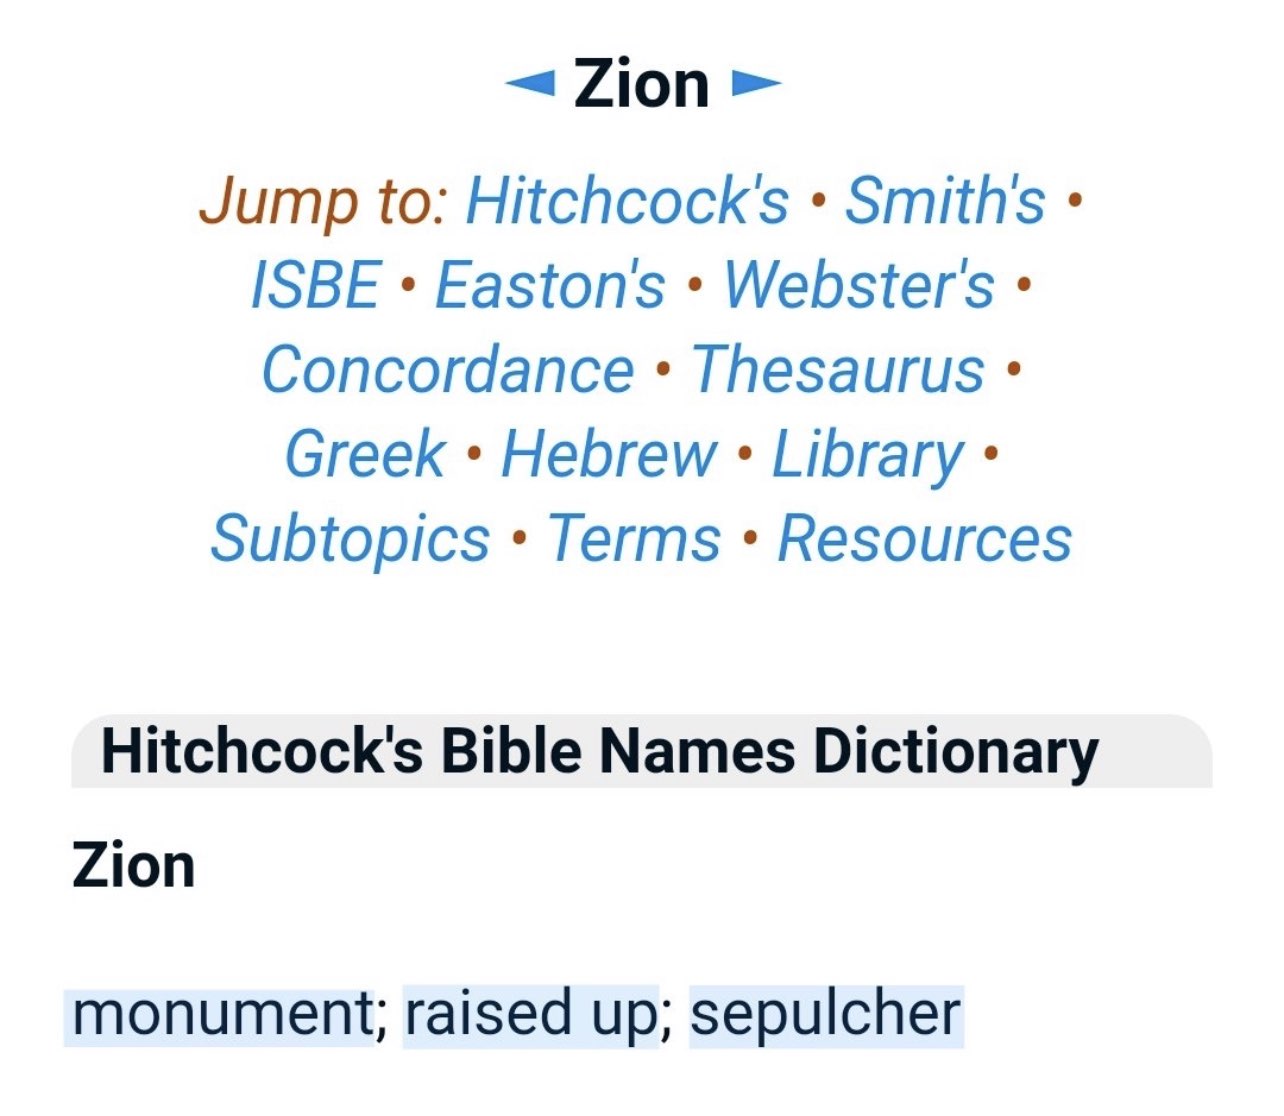 ◄ Zion ►
Jump to: Hitchcock's • Smith's •
ISBE • Easton's • Webster's •
Concordance • Thesaurus •
Greek • Hebrew • Library •
Subtopics • Terms • Resources
Hitchcock's Bible Names Dictionary
Zion
monument; raised up; sepulcher